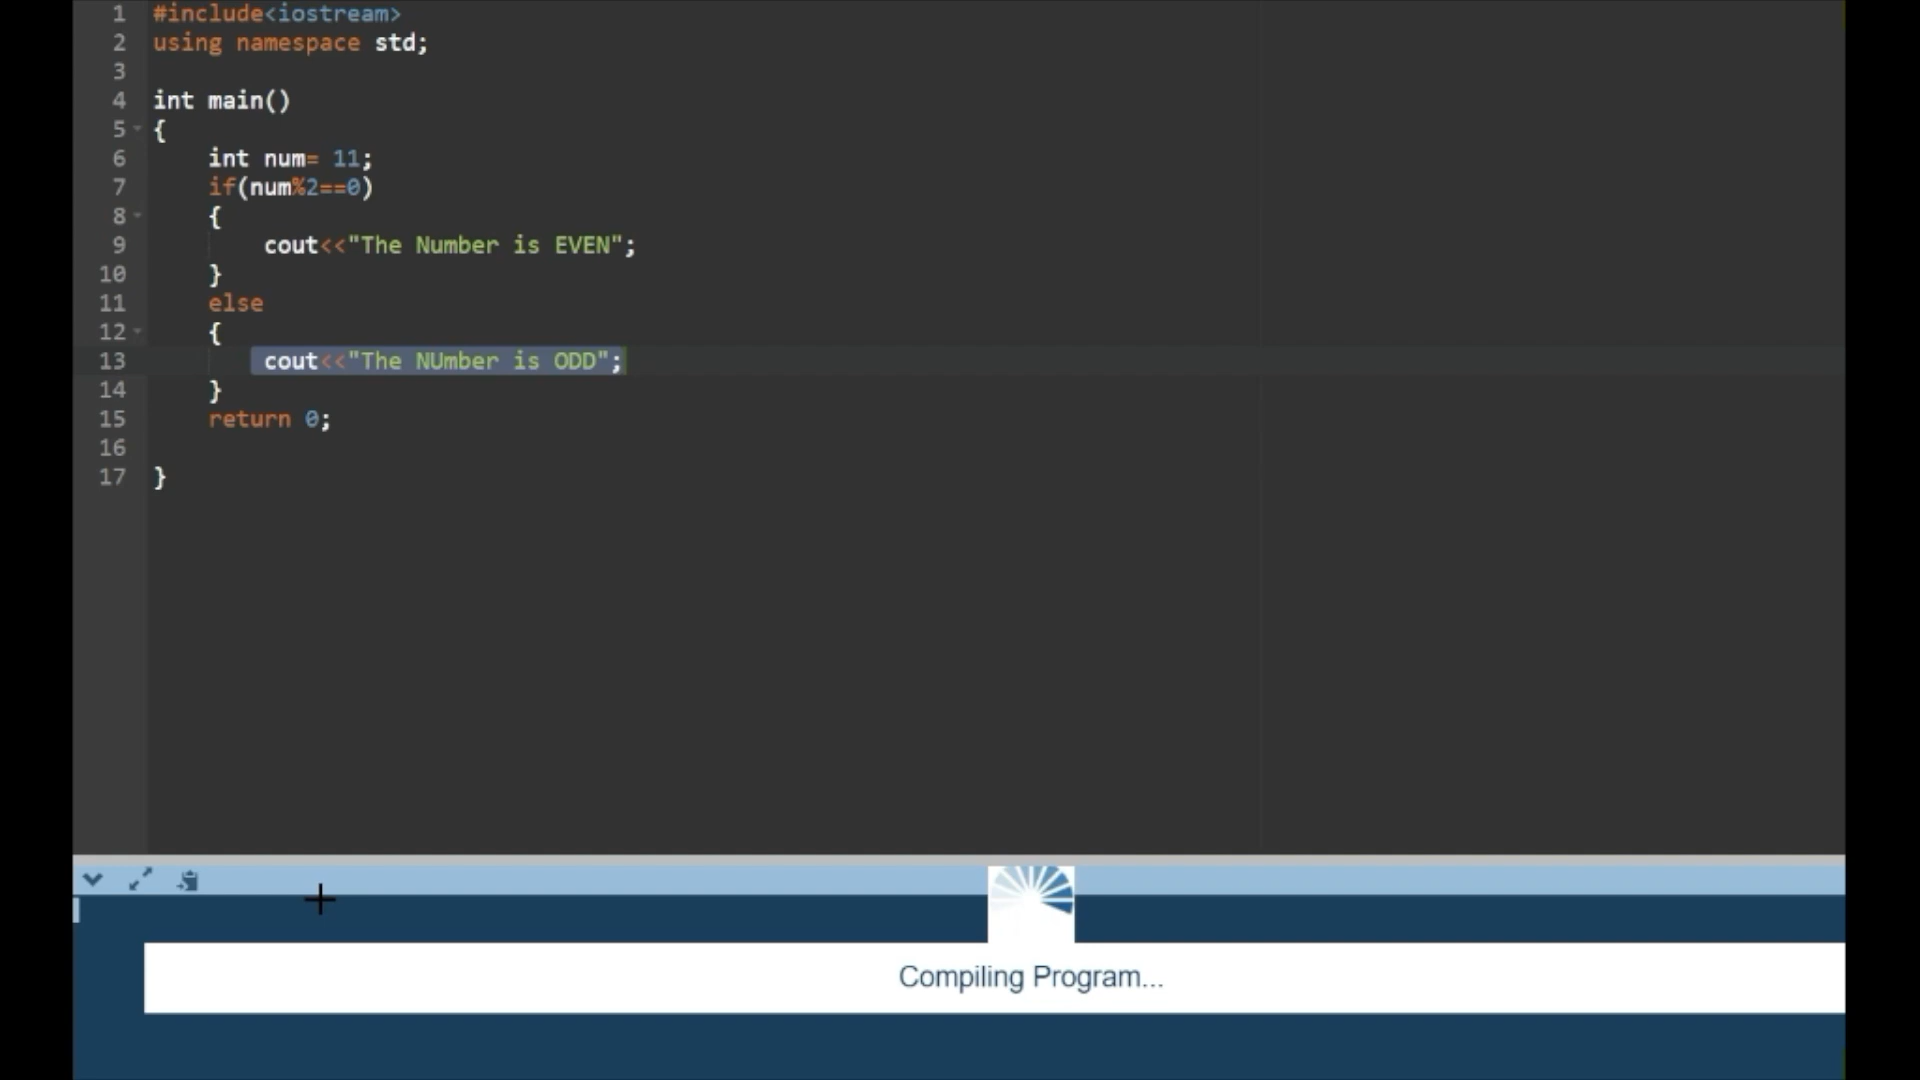 1 #include<iostream>
2 using namespace std;
3
4 int main()
5 {
6 int num= 11;
7 if(num%2==0)
8 {
9 cout<<"The Number is EVEN";
10 }
11 else
12 {
13 cout<<"The NUmber is ODD";
14 }
15 return 0;
16
17 }
Compiling Program...